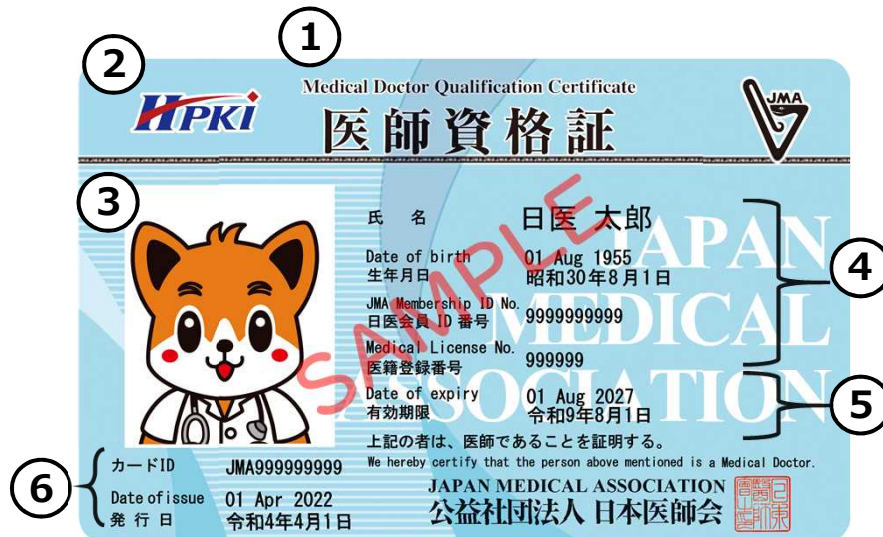 ①
②
HPKI
Medical Doctor Qualification Certificate
医師資格証
JMA
③
氏 名 日医 太郎
Date of birth 01 Aug 1955
生年月日 昭和30年8月1日
JMA Membership ID No.
日医会員 ID 番号 9999999999
Medical License No.
医籍登録番号 999999
④
Date of expiry 01 Aug 2027
有効期限 令和9年8月1日
⑤
JAPAN
MEDICAL
ASSOCIATION
SAMPLE
上記の者は、医師であることを証明する。
We hereby certify that the person above mentioned is a Medical Doctor.
⑥
カードID JMA999999999
Date of issue 01 Apr 2022
発行日 令和4年4月1日
JAPAN MEDICAL ASSOCIATION
公益社団法人 日本医師会